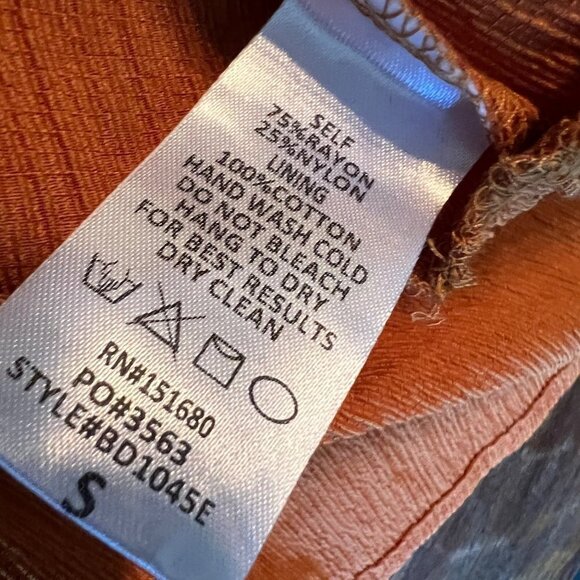 SELF
75%RAYON
25%NYLON
LINING
100%COTTON
HAND WASH COLD
DO NOT BLEACH
HANG TO DRY
FOR BEST RESULTS
DRY CLEAN
RN#151680
PO#3563
STYLE#BD1045E
S